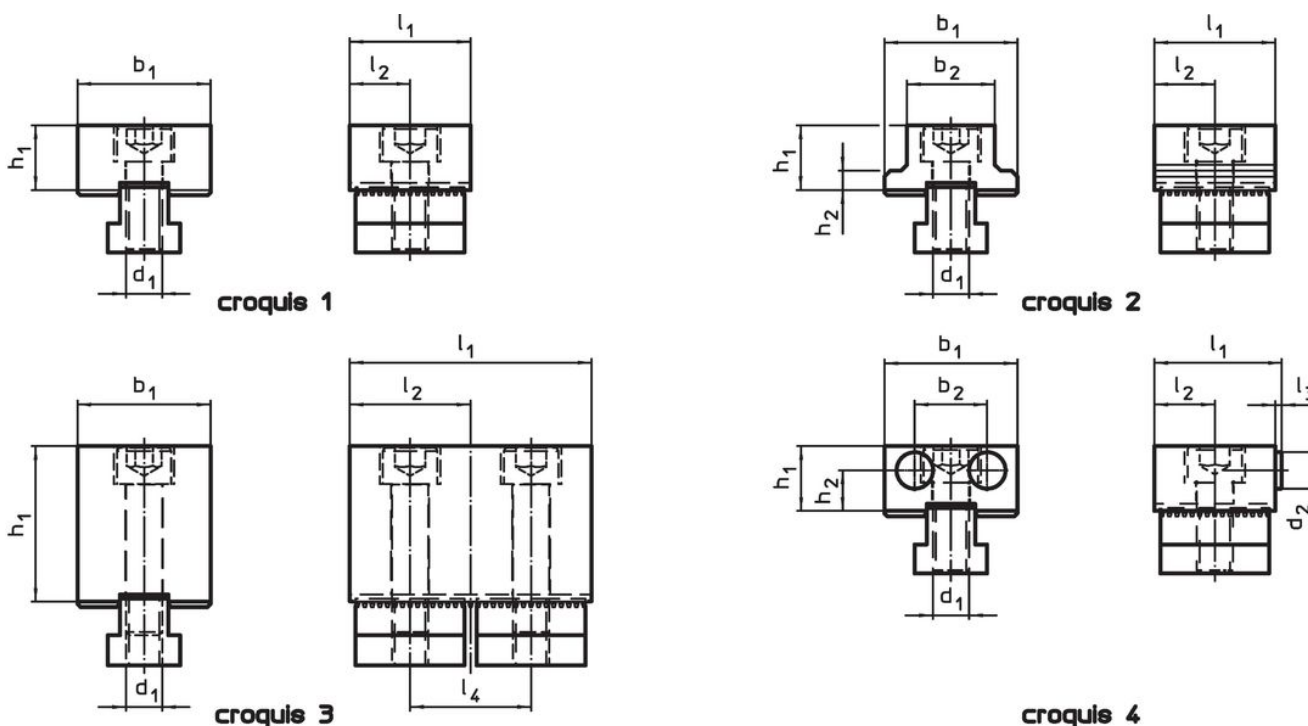 b₁
l₁
l₂
h₁
d₁
croquis 1
b₁
b₂
l₁
l₂
h₁
h₂
d₁
croquis 2
b₁
l₁
l₂
h₁
d₁
l₄
croquis 3
b₁
b₂
l₁
l₂
h₁
h₂
d₂
d₁
croquis 4